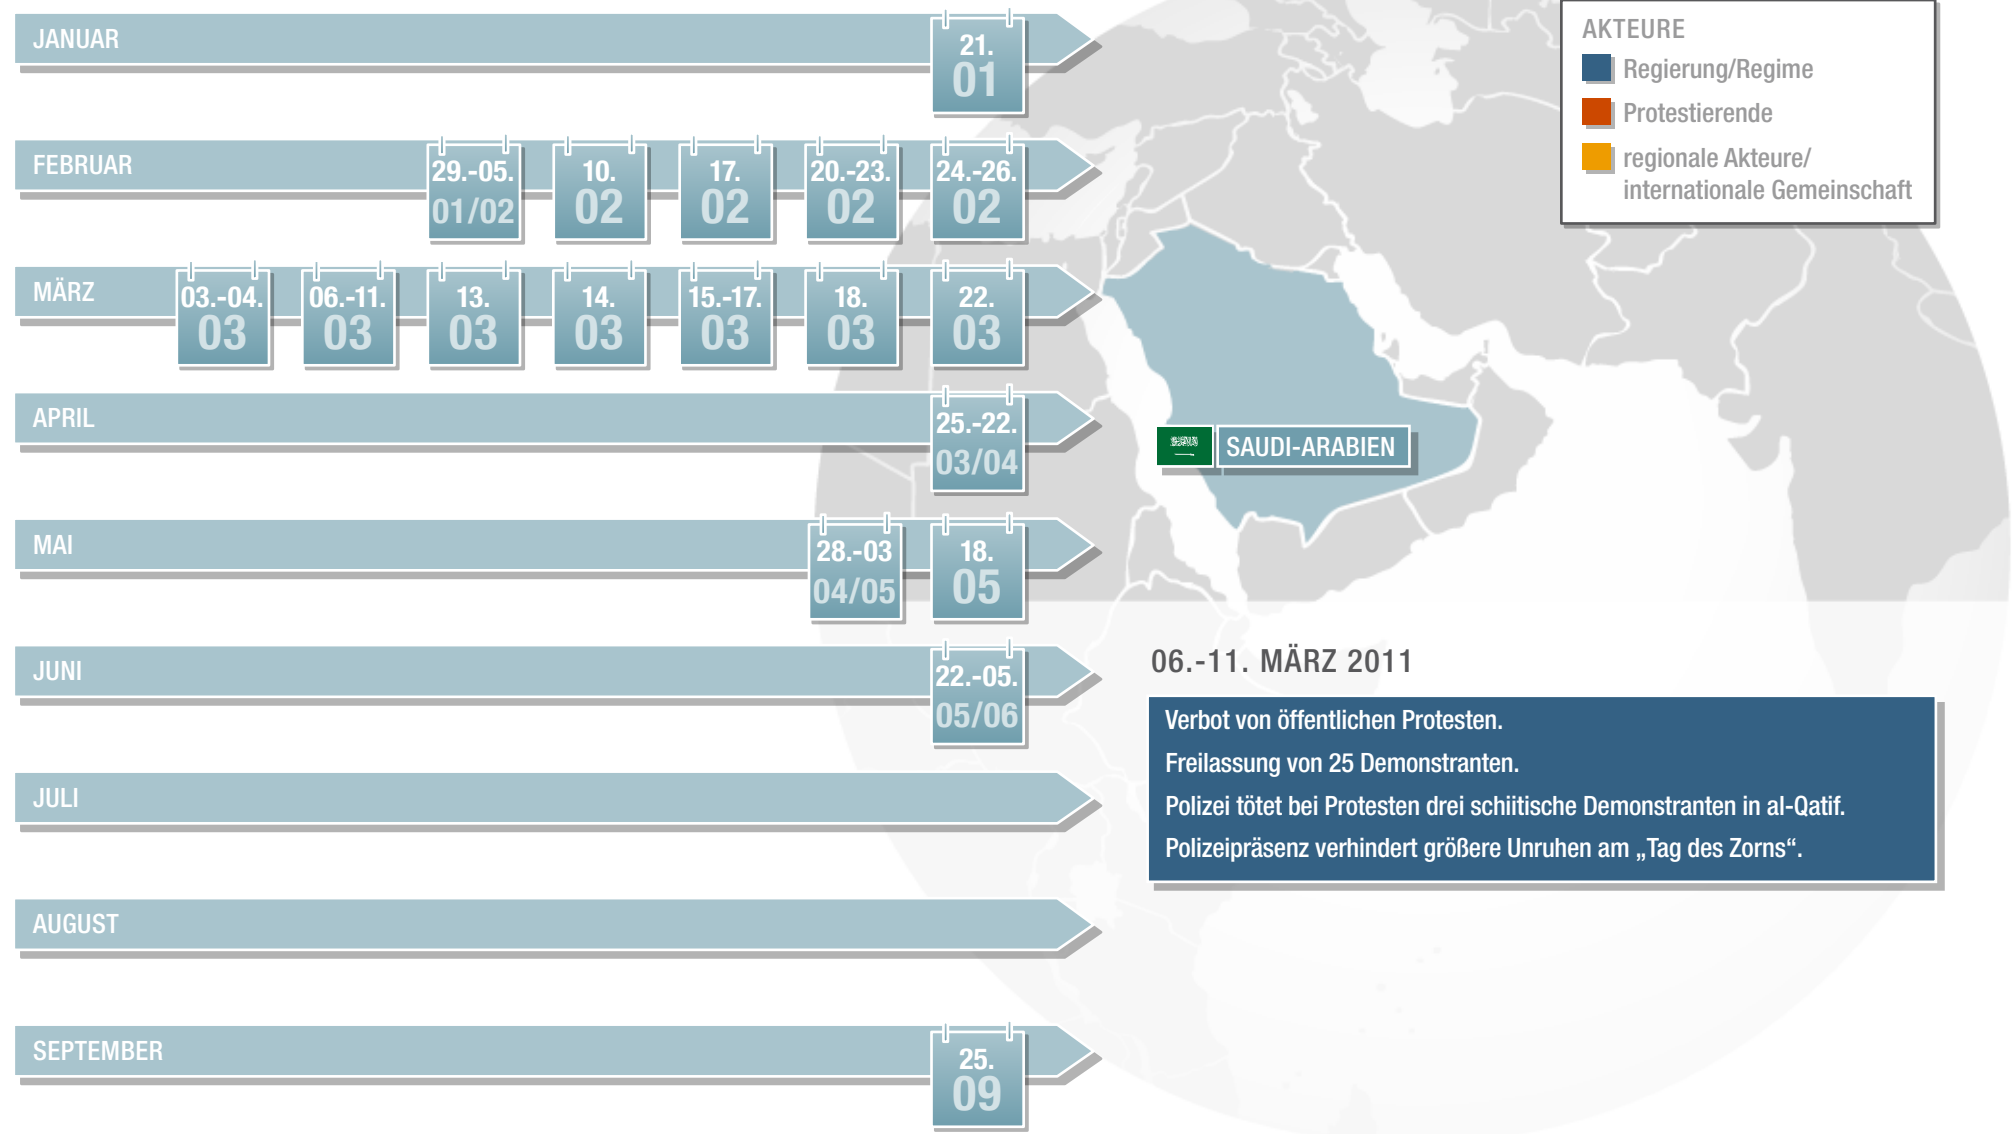 JANUAR
21.
01
FEBRUAR
29.-05.
01/02
10.
02
17.
02
20.-23.
02
24.-26.
02
MÄRZ
03.-04.
03
06.-11.
03
13.
03
14.
03
15.-17.
03
18.
03
22.
03
APRIL
25.-22.
03/04
MAI
28.-03
04/05
18.
05
JUNI
22.-05.
05/06
JULI
AUGUST
SEPTEMBER
25.
09
AKTEURE
Regierung/Regime
Protestierende
regionale Akteure/
internationale Gemeinschaft
SAUDI-ARABIEN
06.-11. MÄRZ 2011
Verbot von öffentlichen Protesten.
Freilassung von 25 Demonstranten.
Polizei tötet bei Protesten drei schiitische Demonstranten in al-Qatif.
Polizeipräsenz verhindert größere Unruhen am „Tag des Zorns“.